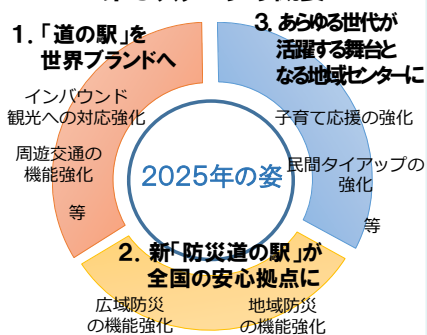 1.「道の駅」を
世界ブランドへ
インバウンド
観光への対応強化
周遊交通の
機能強化
等
3. あらゆる世代が
活躍する舞台と
なる地域センターに
子育て応援の強化
民間タイアップの
強化
等
2025年の姿
2. 新「防災道の駅」が
全国の安心拠点に
広域防災
の機能強化
地域防災
の機能強化